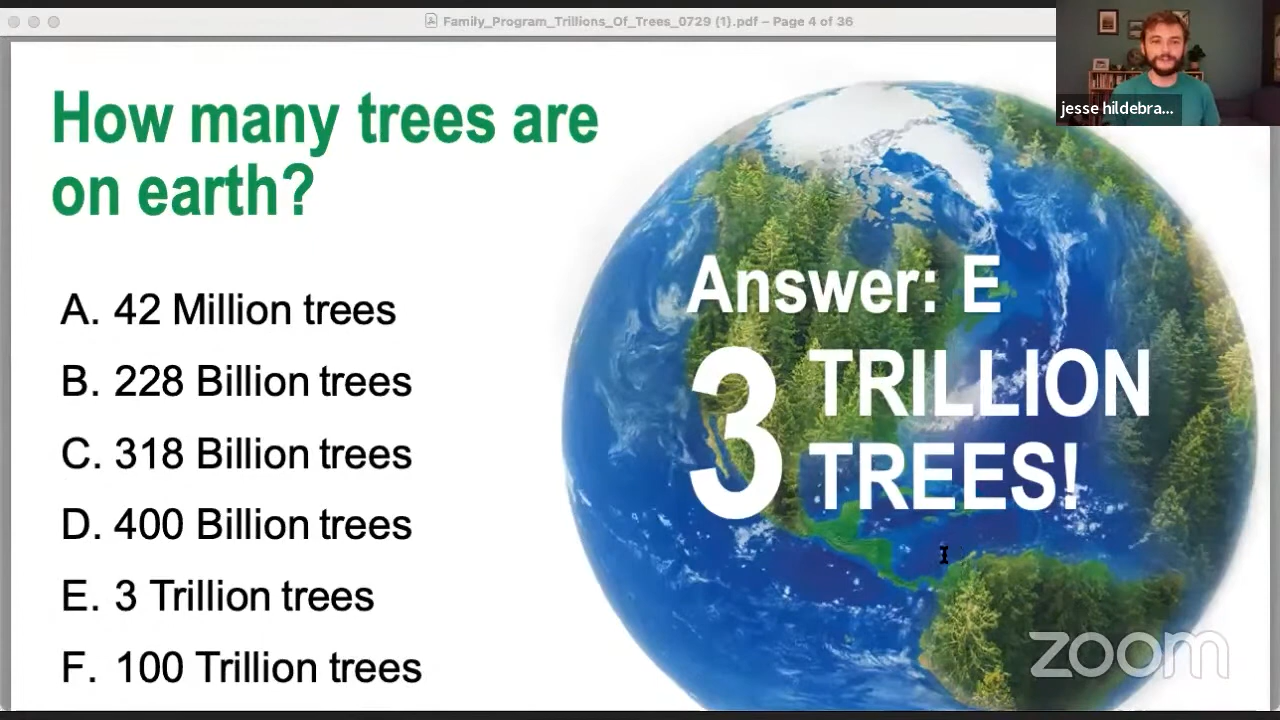 Family_Program_Trillions_Of_Trees_0729 (1).pdf – Page 4 of 36
jesse hildebra...
How many trees are
on earth?
A. 42 Million trees
B. 228 Billion trees
C. 318 Billion trees
D. 400 Billion trees
E. 3 Trillion trees
F. 100 Trillion trees
Answer: E
3 TRILLION
TREES!
zoom